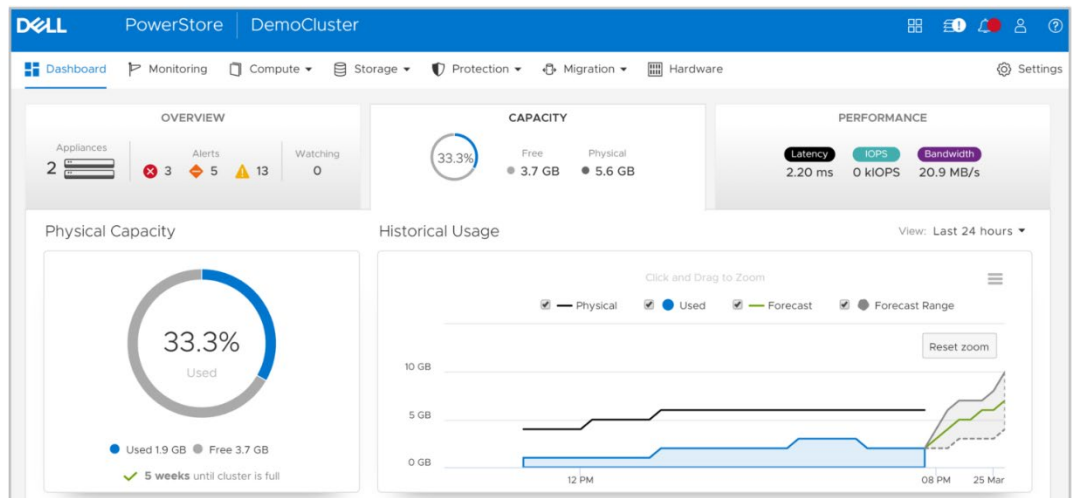 DELL PowerStore DemoCluster
Dashboard Monitoring Compute Storage Protection Migration Hardware Settings
OVERVIEW
Appliances Alerts Watching
2 3 5 13 0
CAPACITY
33.3%
Free Physical
3.7 GB 5.6 GB
PERFORMANCE
Latency IOPS Bandwidth
2.20 ms 0 kIOPS 20.9 MB/s
Physical Capacity
33.3%
Used
Used 1.9 GB Free 3.7 GB
5 weeks until cluster is full
Historical Usage View: Last 24 hours
Click and Drag to Zoom
Physical Used Forecast Forecast Range
Reset zoom
10 GB
5 GB
0 GB
12 PM 08 PM 25 Mar